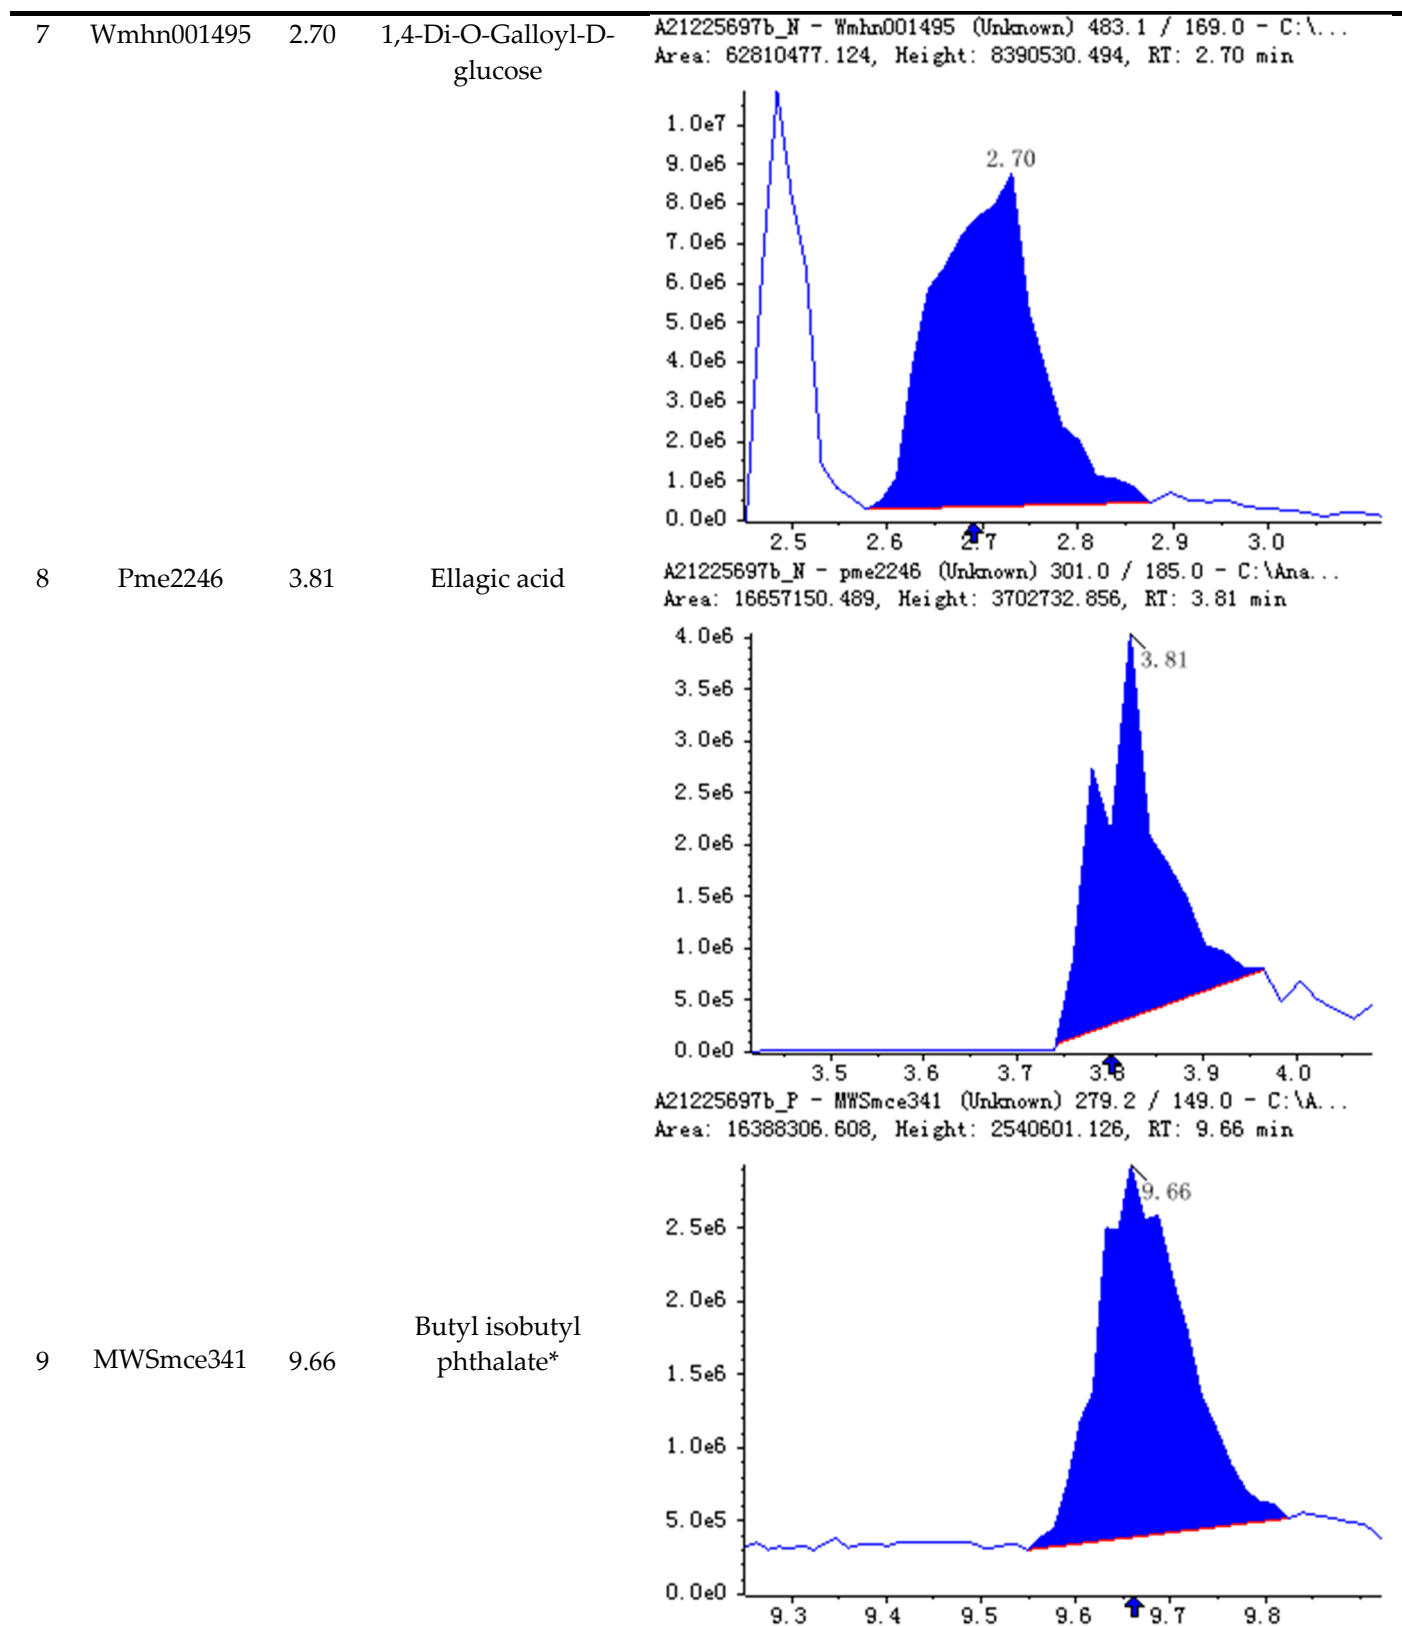 7 Wmhn001495 2.70 1,4-Di-O-Galloyl-D-
glucose
A21225697b_N - Wmhn001495 (Unknown) 483.1 / 169.0 - C:\...
Area: 62810477.124, Height: 8390530.494, RT: 2.70 min
2.70
1.0e7
9.0e6
8.0e6
7.0e6
6.0e6
5.0e6
4.0e6
3.0e6
2.0e6
1.0e6
0.0e0
2.5 2.6 2.7 2.8 2.9 3.0
8 Pme2246 3.81 Ellagic acid
A21225697b_N - pme2246 (Unknown) 301.0 / 185.0 - C:\Ana...
Area: 16657150.489, Height: 3702732.856, RT: 3.81 min
3.81
4.0e6
3.5e6
3.0e6
2.5e6
2.0e6
1.5e6
1.0e6
5.0e5
0.0e0
3.5 3.6 3.7 3.8 3.9 4.0
9 MWSmce341 9.66 Butyl isobutyl
phthalate*
A21225697b_P - MWSmce341 (Unknown) 279.2 / 149.0 - C:\A...
Area: 16388306.608, Height: 2540601.126, RT: 9.66 min
9.66
2.5e6
2.0e6
1.5e6
1.0e6
5.0e5
0.0e0
9.3 9.4 9.5 9.6 9.7 9.8